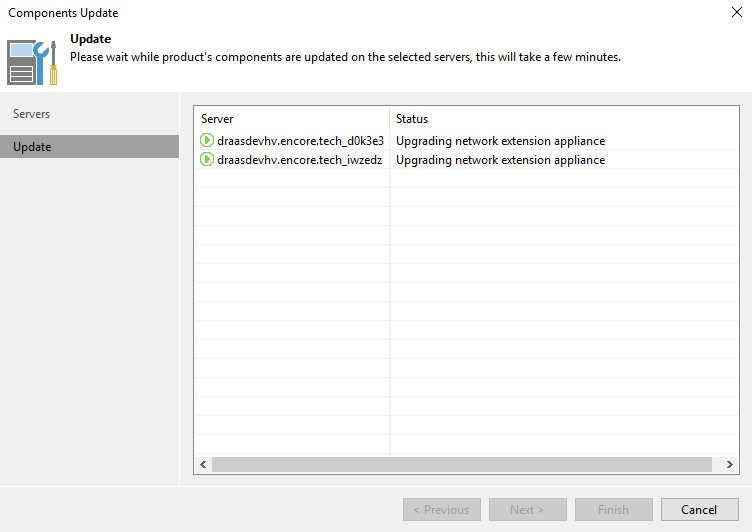 Components Update
Update
Please wait while product's components are updated on the selected servers, this will take a few minutes.
Servers
Update
Server Status
draasdevhv.encore.tech_d0k3e3 Upgrading network extension appliance
draasdevhv.encore.tech_iwzedz Upgrading network extension appliance
< Previous Next > Finish Cancel